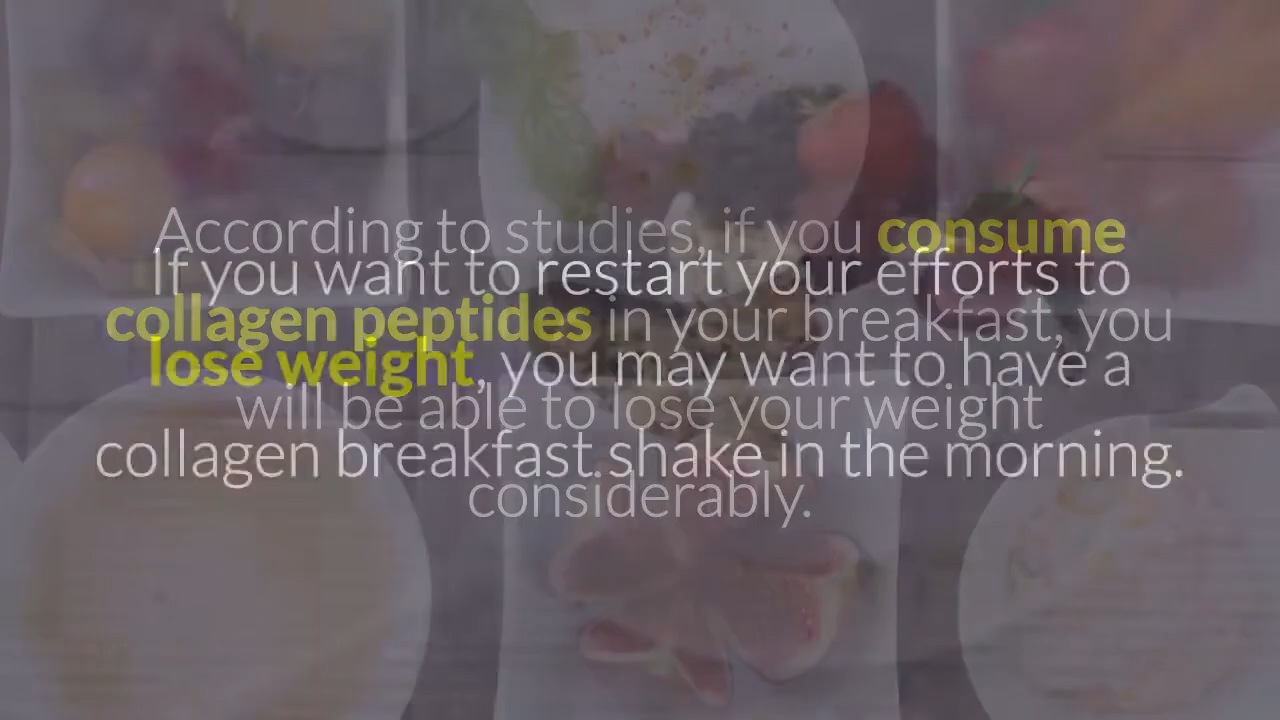 According to studies, if you consume
If you want to restart your efforts to
collagen peptides in your breakfast, you
lose weight, you may want to have a
will be able to lose your weight
collagen breakfast shake in the morning.
considerably.